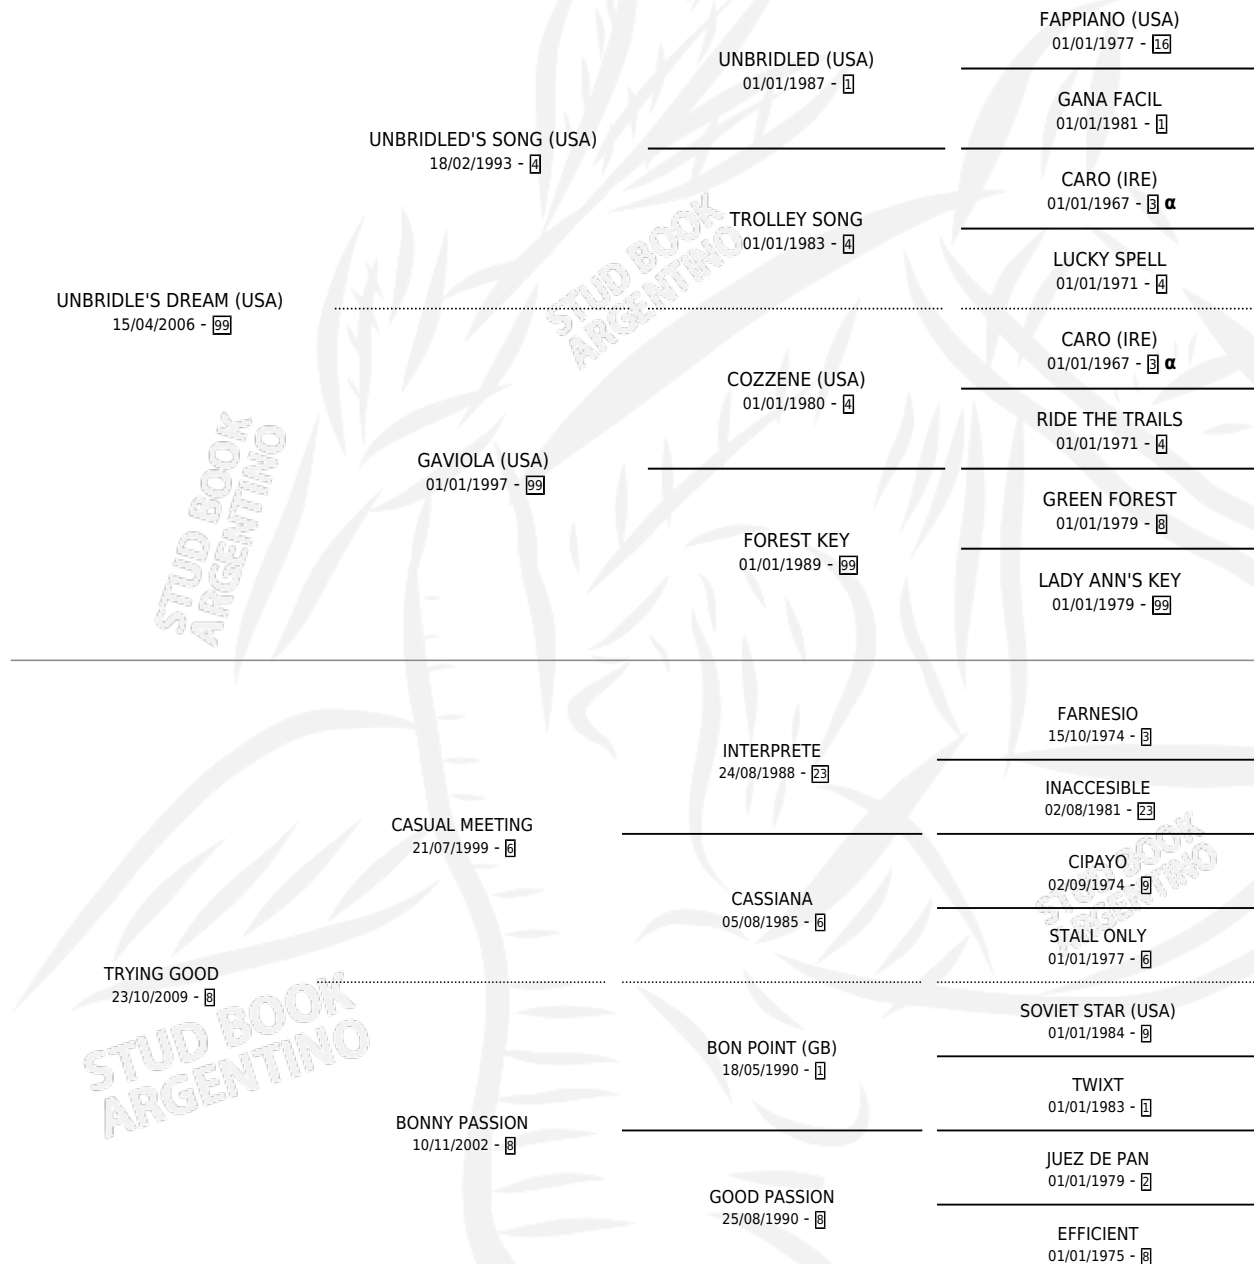 FAPPIANO (USA)
01/01/1977 - 16
UNBRIDLED (USA)
01/01/1987 - 1
GANA FACIL
01/01/1981 - 1
UNBRIDLED'S SONG (USA)
18/02/1993 - 4
CARO (IRE)
01/01/1967 - 3 α
TROLLEY SONG
01/01/1983 - 4
LUCKY SPELL
01/01/1971 - 4
UNBRIDLE'S DREAM (USA)
15/04/2006 - 99
STUD BOOK
ARGENTINO
CARO (IRE)
01/01/1967 - 3 α
COZZENE (USA)
01/01/1980 - 4
RIDE THE TRAILS
01/01/1971 - 4
GAVIOLA (USA)
01/01/1997 - 99
GREEN FOREST
01/01/1979 - 8
FOREST KEY
01/01/1989 - 99
LADY ANN'S KEY
01/01/1979 - 99
STUD BOOK
ARGENTINO
FARNESIO
15/10/1974 - 3
INTERPRETE
24/08/1988 - 23
INACCESIBLE
02/08/1981 - 23
CASUAL MEETING
21/07/1999 - 6
CIPAYO
02/09/1974 - 9
CASSIANA
05/08/1985 - 6
STALL ONLY
01/01/1977 - 6
STUD BOOK
ARGENTINO
TRYING GOOD
23/10/2009 - 8
SOVIET STAR (USA)
01/01/1984 - 9
BON POINT (GB)
18/05/1990 - 1
TWIXT
01/01/1983 - 1
STUD BOOK
ARGENTINO
BONNY PASSION
10/11/2002 - 8
JUEZ DE PAN
01/01/1979 - 2
GOOD PASSION
25/08/1990 - 8
EFFICIENT
01/01/1975 - 8